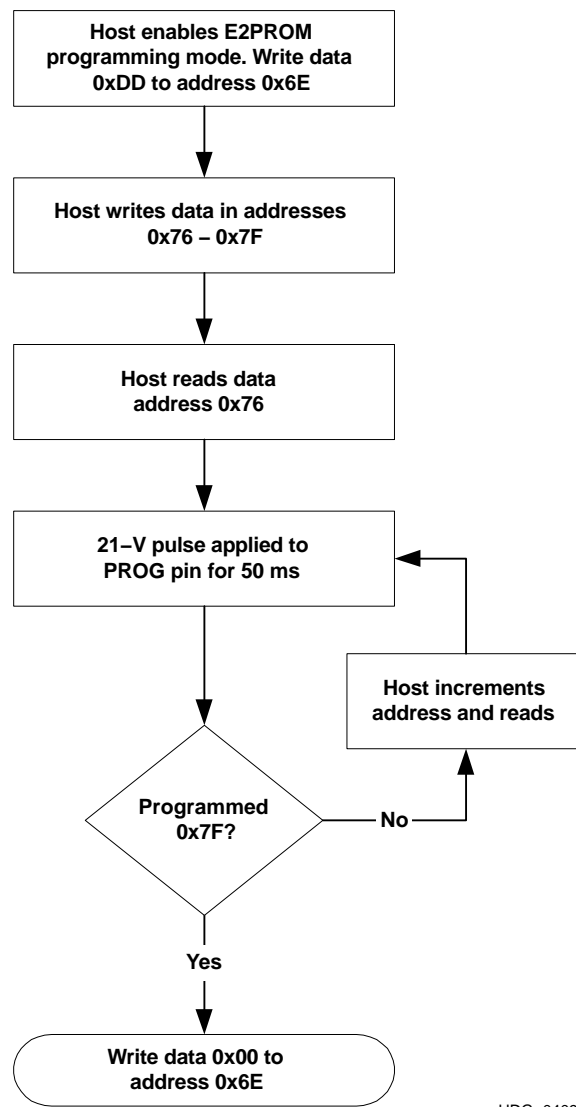 Host enables E2PROM
programming mode. Write data
0xDD to address 0x6E
Host writes data in addresses
0x76 – 0x7F
Host reads data
address 0x76
21–V pulse applied to
PROG pin for 50 ms
Host increments
address and reads
Programmed
0x7F?
No
Yes
Write data 0x00 to
address 0x6E